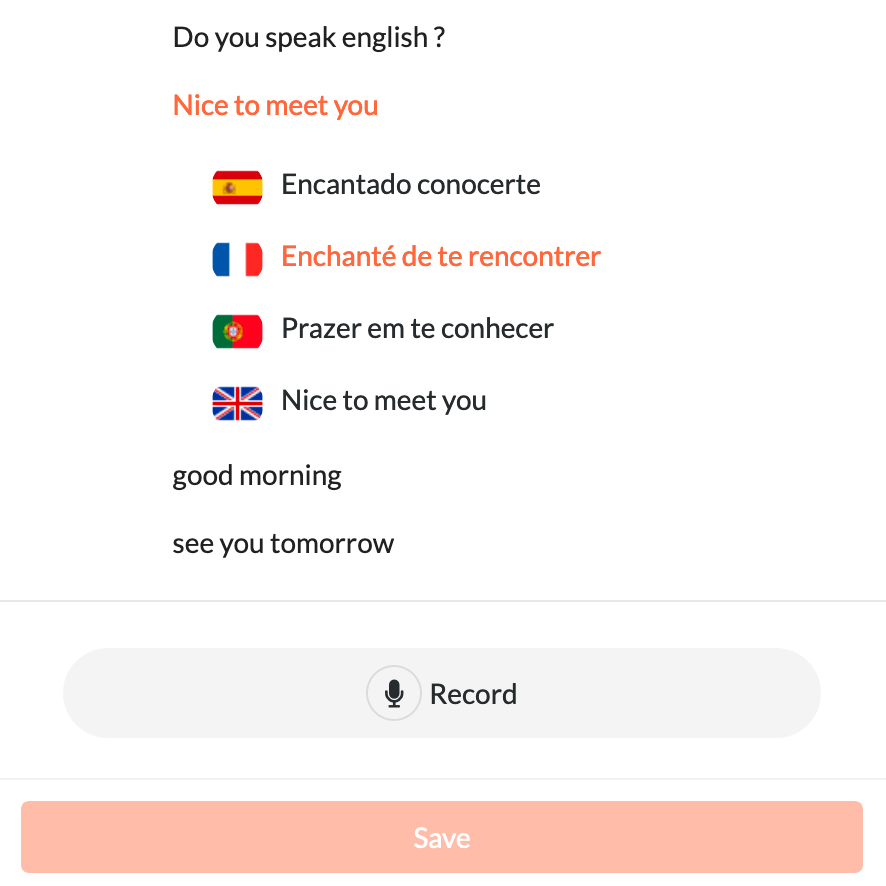 Do you speak english ?
Nice to meet you
Encantado conocerte
Enchanté de te rencontrer
Prazer em te conhecer
Nice to meet you
good morning
see you tomorrow
Record
Save